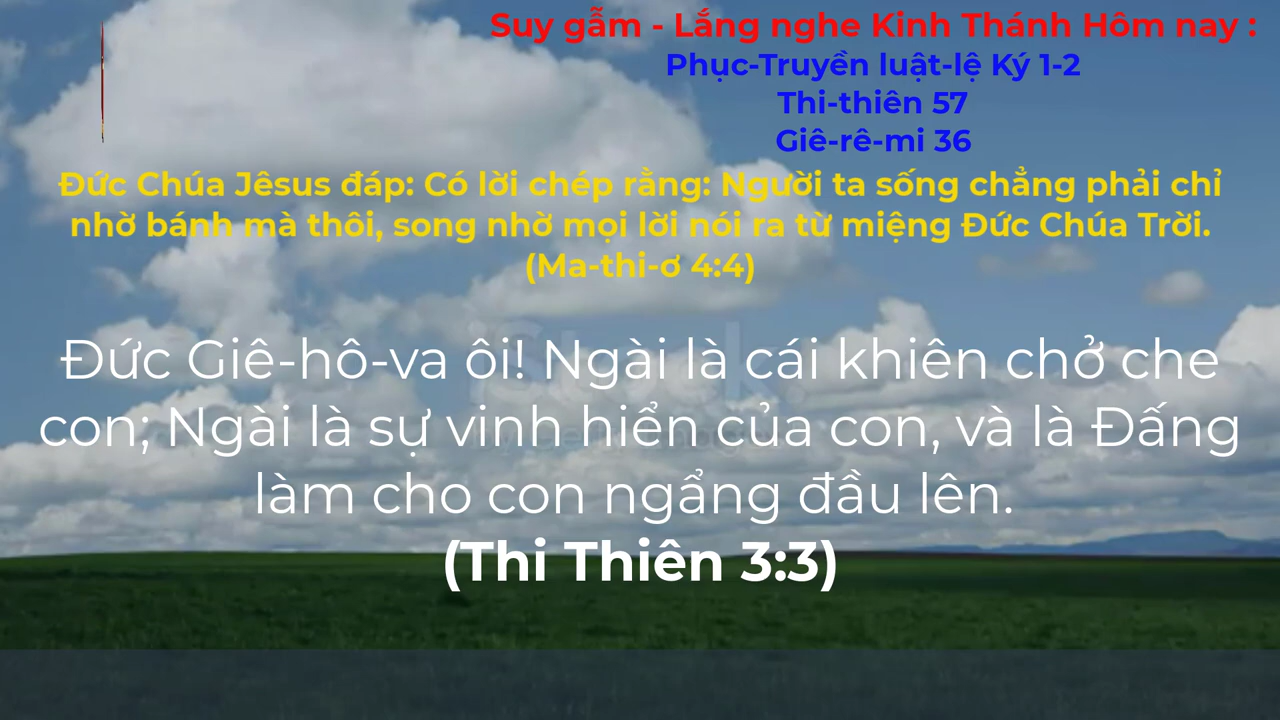 Suy gẫm - Lắng nghe Kinh Thánh Hôm nay :
Phục-Truyền luật-lệ Ký 1-2
Thi-thiên 57
Giê-rê-mi 36
Đức Chúa Jêsus đáp: Có lời chép rằng: Người ta sống chẳng phải chỉ
nhờ bánh mà thôi, song nhờ mọi lời nói ra từ miệng Đức Chúa Trời.
(Ma-thi-ơ 4:4)
iStock
Đức Giê-hô-va ôi! Ngài là cái khiên chở che
con; Ngài là sự vinh hiển của con, và là Đấng
làm cho con ngẩng đầu lên.
(Thi Thiên 3:3)